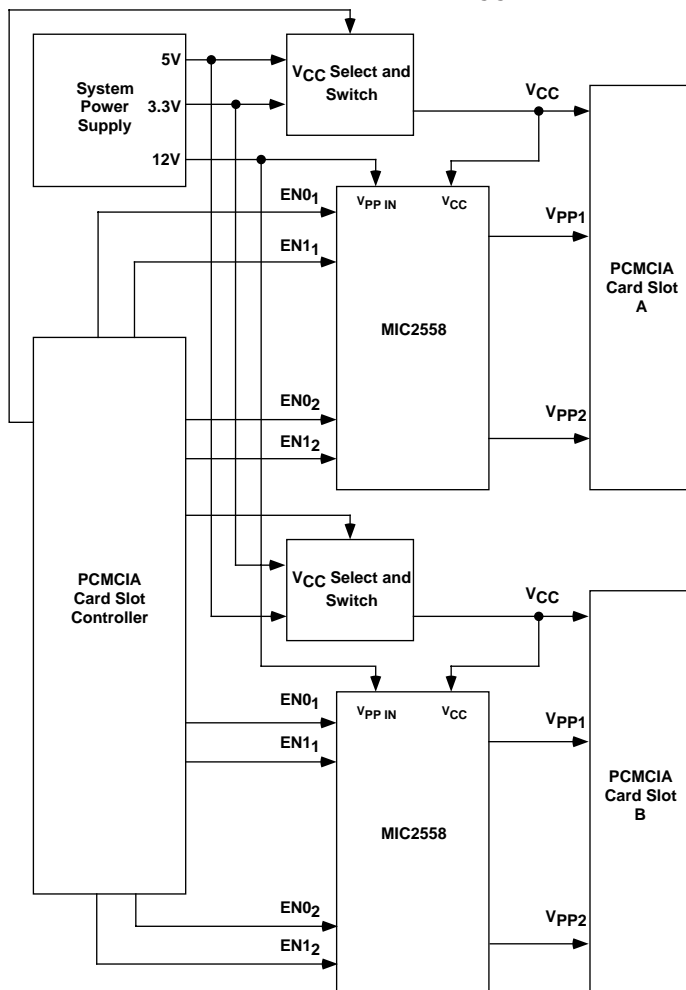 5V
System
Power
Supply
3.3V
12V
VCC Select and
Switch
VCC
EN01
EN11
VPP IN
VCC
VPP1
MIC2558
PCMCIA
Card Slot
A
EN02
EN12
VPP2
PCMCIA
Card Slot
Controller
VCC Select and
Switch
VCC
EN01
EN11
VPP IN
VCC
VPP1
MIC2558
PCMCIA
Card Slot
B
EN02
EN12
VPP2